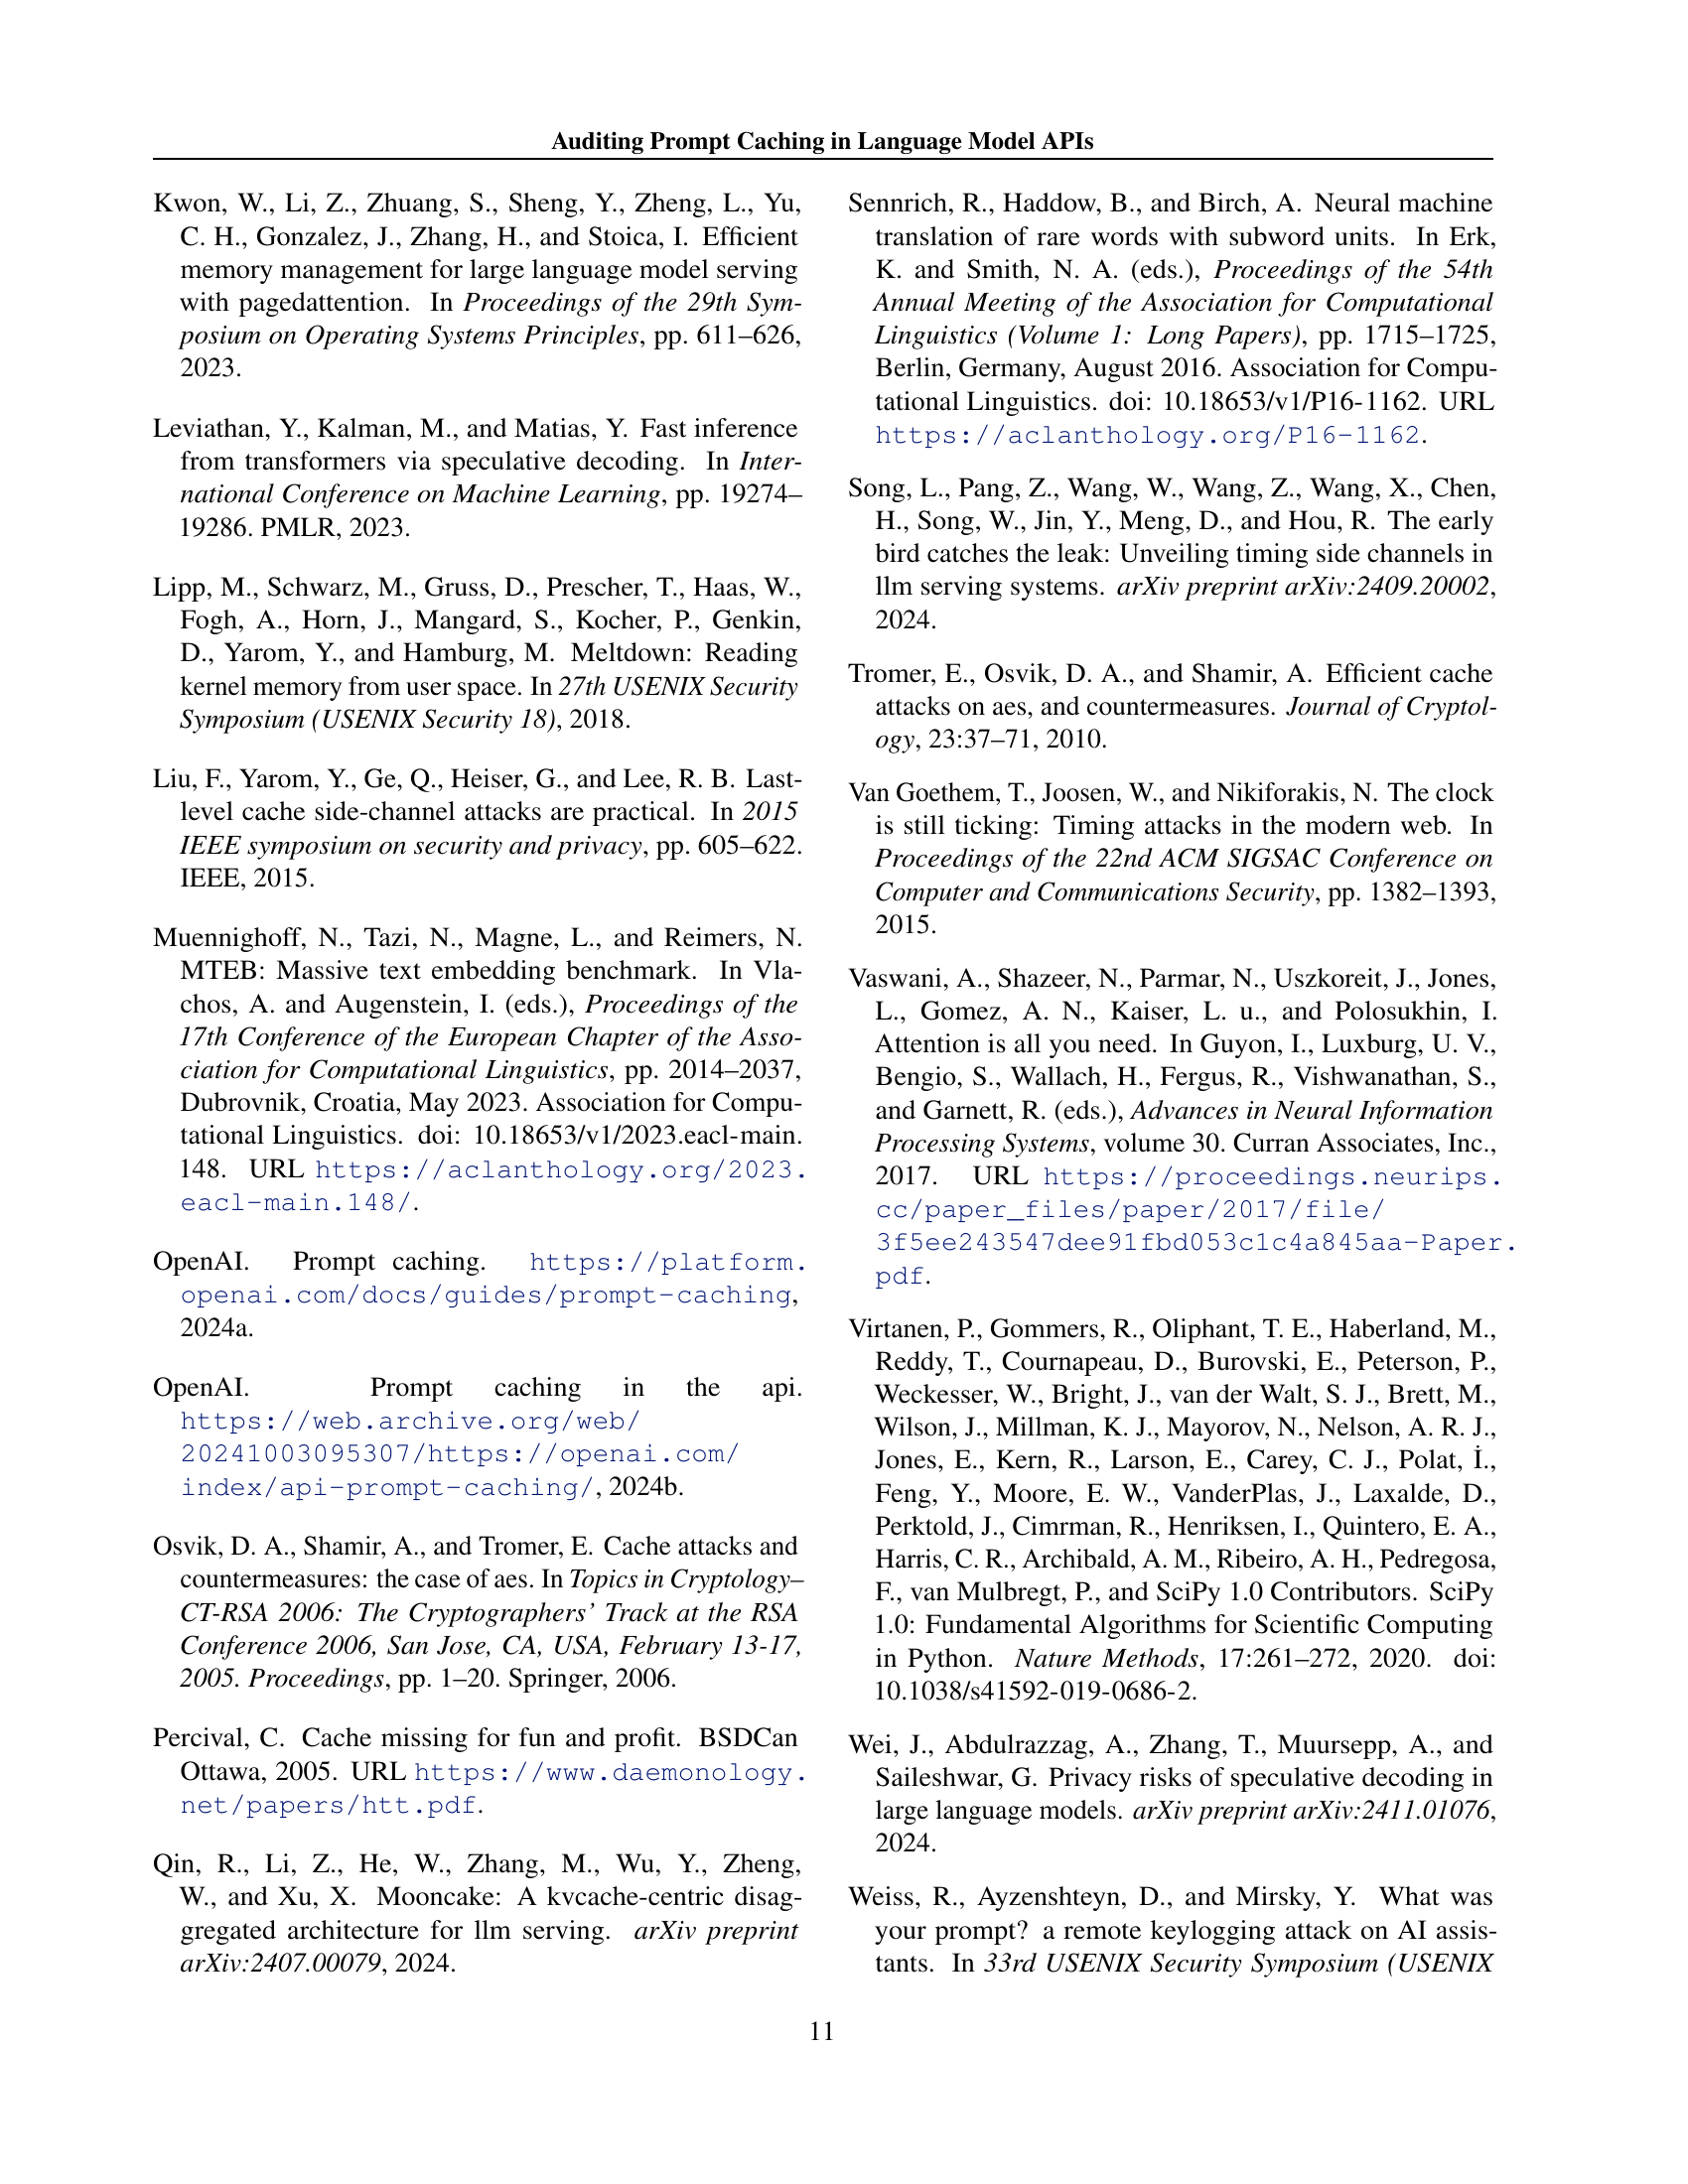 Auditing Prompt Caching in Language Model APIs
Kwon, W., Li, Z., Zhuang, S., Sheng, Y., Zheng, L., Yu,
C. H., Gonzalez, J., Zhang, H., and Stoica, I. Efficient
memory management for large language model serving
with pagedattention. In Proceedings of the 29th Sym-
posium on Operating Systems Principles, pp. 611–626,
2023.
Leviathan, Y., Kalman, M., and Matias, Y. Fast inference
from transformers via speculative decoding. In Inter-
national Conference on Machine Learning, pp. 19274–
19286. PMLR, 2023.
Lipp, M., Schwarz, M., Gruss, D., Prescher, T., Haas, W.,
Fogh, A., Horn, J., Mangard, S., Kocher, P., Genkin,
D., Yarom, Y., and Hamburg, M. Meltdown: Reading
kernel memory from user space. In 27th USENIX Security
Symposium (USENIX Security 18), 2018.
Liu, F., Yarom, Y., Ge, Q., Heiser, G., and Lee, R. B. Last-
level cache side-channel attacks are practical. In 2015
IEEE symposium on security and privacy, pp. 605–622.
IEEE, 2015.
Muennighoff, N., Tazi, N., Magne, L., and Reimers, N.
MTEB: Massive text embedding benchmark. In Vla-
chos, A. and Augenstein, I. (eds.), Proceedings of the
17th Conference of the European Chapter of the Asso-
ciation for Computational Linguistics, pp. 2014–2037,
Dubrovnik, Croatia, May 2023. Association for Compu-
tational Linguistics. doi: 10.18653/v1/2023.eacl-main.
148. URL https://aclanthology.org/2023.
eacl-main.148/.
OpenAI. Prompt caching. https://platform.
openai.com/docs/guides/prompt-caching,
2024a.
OpenAI. Prompt caching in the api.
https://web.archive.org/web/
20241003095307/https://openai.com/
index/api-prompt-caching/, 2024b.
Osvik, D. A., Shamir, A., and Tromer, E. Cache attacks and
countermeasures: the case of aes. In Topics in Cryptology–
CT-RSA 2006: The Cryptographers’ Track at the RSA
Conference 2006, San Jose, CA, USA, February 13-17,
2005. Proceedings, pp. 1–20. Springer, 2006.
Percival, C. Cache missing for fun and profit. BSDCan
Ottawa, 2005. URL https://www.daemonology.
net/papers/htt.pdf.
Qin, R., Li, Z., He, W., Zhang, M., Wu, Y., Zheng,
W., and Xu, X. Mooncake: A kvcache-centric disag-
gregated architecture for llm serving. arXiv preprint
arXiv:2407.00079, 2024.
Sennrich, R., Haddow, B., and Birch, A. Neural machine
translation of rare words with subword units. In Erk,
K. and Smith, N. A. (eds.), Proceedings of the 54th
Annual Meeting of the Association for Computational
Linguistics (Volume 1: Long Papers), pp. 1715–1725,
Berlin, Germany, August 2016. Association for Compu-
tational Linguistics. doi: 10.18653/v1/P16-1162. URL
https://aclanthology.org/P16-1162.
Song, L., Pang, Z., Wang, W., Wang, Z., Wang, X., Chen,
H., Song, W., Jin, Y., Meng, D., and Hou, R. The early
bird catches the leak: Unveiling timing side channels in
llm serving systems. arXiv preprint arXiv:2409.20002,
2024.
Tromer, E., Osvik, D. A., and Shamir, A. Efficient cache
attacks on aes, and countermeasures. Journal of Cryptol-
ogy, 23:37–71, 2010.
Van Goethem, T., Joosen, W., and Nikiforakis, N. The clock
is still ticking: Timing attacks in the modern web. In
Proceedings of the 22nd ACM SIGSAC Conference on
Computer and Communications Security, pp. 1382–1393,
2015.
Vaswani, A., Shazeer, N., Parmar, N., Uszkoreit, J., Jones,
L., Gomez, A. N., Kaiser, L. u., and Polosukhin, I.
Attention is all you need. In Guyon, I., Luxburg, U. V.,
Bengio, S., Wallach, H., Fergus, R., Vishwanathan, S.,
and Garnett, R. (eds.), Advances in Neural Information
Processing Systems, volume 30. Curran Associates, Inc.,
2017. URL https://proceedings.neurips.
cc/paper_files/paper/2017/file/
3f5ee243547dee91fbd053c1c4a845aa-Paper.
pdf.
Virtanen, P., Gommers, R., Oliphant, T. E., Haberland, M.,
Reddy, T., Cournapeau, D., Burovski, E., Peterson, P.,
Weckesser, W., Bright, J., van der Walt, S. J., Brett, M.,
Wilson, J., Millman, K. J., Mayorov, N., Nelson, A. R. J.,
Jones, E., Kern, R., Larson, E., Carey, C. J., Polat, İ.,
Feng, Y., Moore, E. W., VanderPlas, J., Laxalde, D.,
Perktold, J., Cimrman, R., Henriksen, I., Quintero, E. A.,
Harris, C. R., Archibald, A. M., Ribeiro, A. H., Pedregosa,
F., van Mulbregt, P., and SciPy 1.0 Contributors. SciPy
1.0: Fundamental Algorithms for Scientific Computing
in Python. Nature Methods, 17:261–272, 2020. doi:
10.1038/s41592-019-0686-2.
Wei, J., Abdulrazzag, A., Zhang, T., Muursepp, A., and
Saileshwar, G. Privacy risks of speculative decoding in
large language models. arXiv preprint arXiv:2411.01076,
2024.
Weiss, R., Ayzenshteyn, D., and Mirsky, Y. What was
your prompt? a remote keylogging attack on AI assis-
tants. In 33rd USENIX Security Symposium (USENIX
11